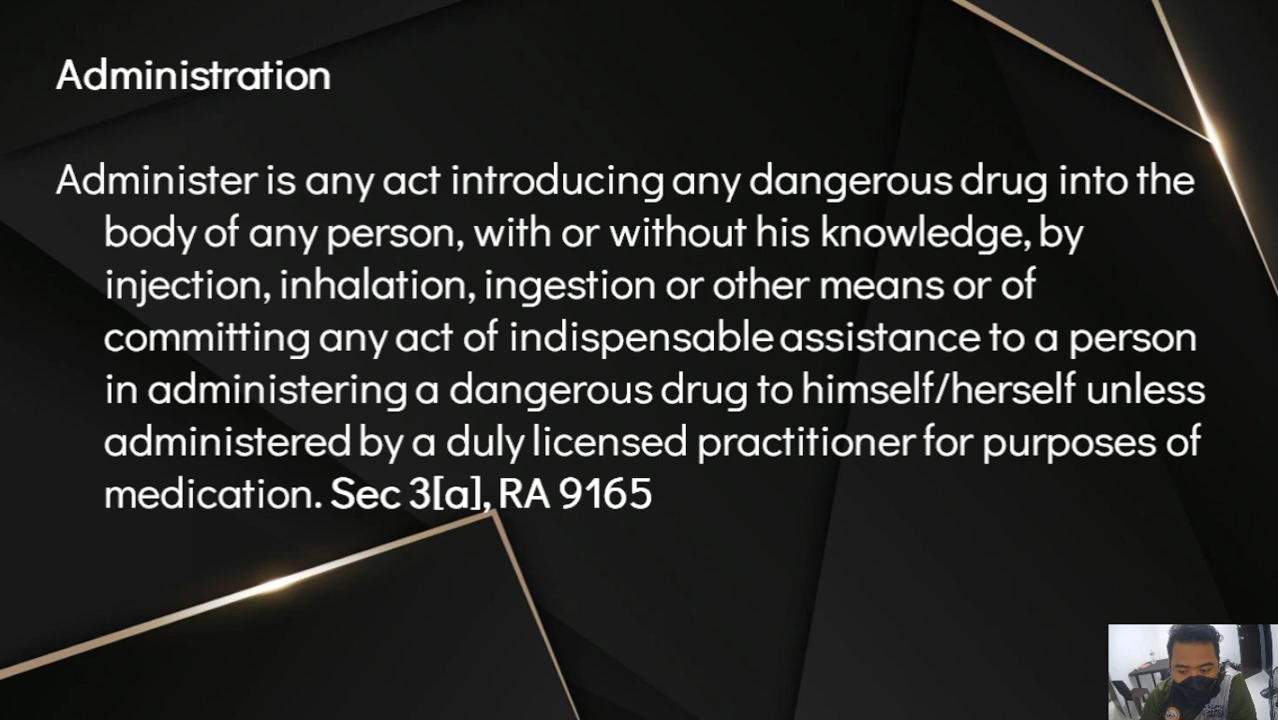 Administration
Administer is any act introducing any dangerous drug into the
body of any person, with or without his knowledge, by
injection, inhalation, ingestion or other means or of
committing any act of indispensable assistance to a person
in administering a dangerous drug to himself/herself unless
administered by a duly licensed practitioner for purposes of
medication. Sec 3[a], RA 9165